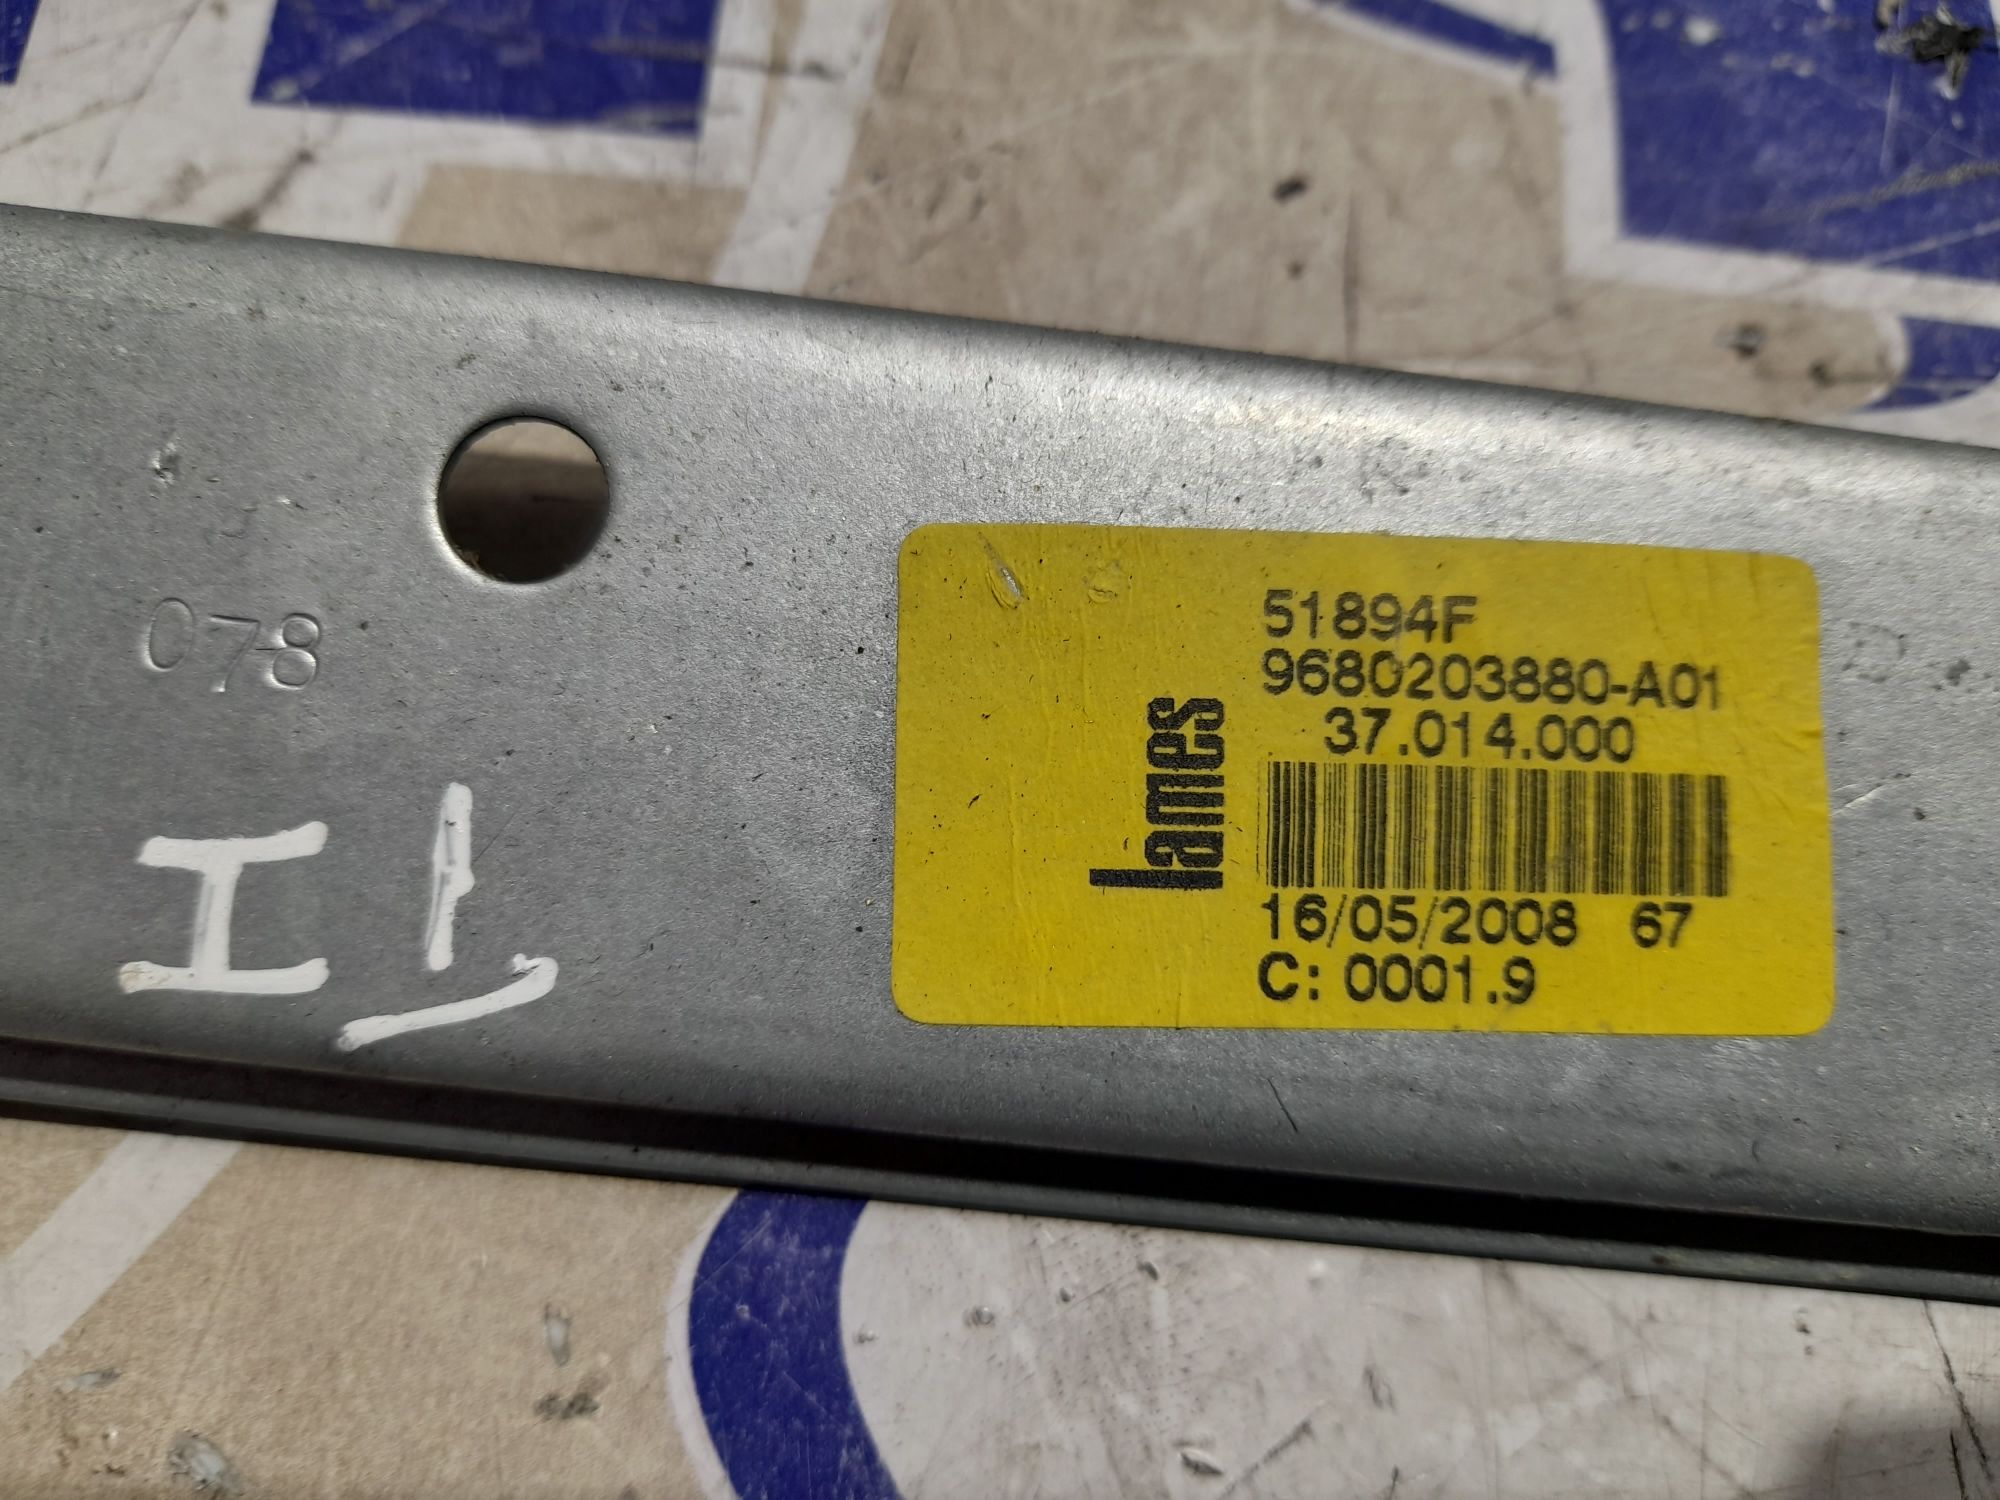 078
lames
51894F
9680203880-A01
37.014.000
16/05/2008 67
C: 0001.9